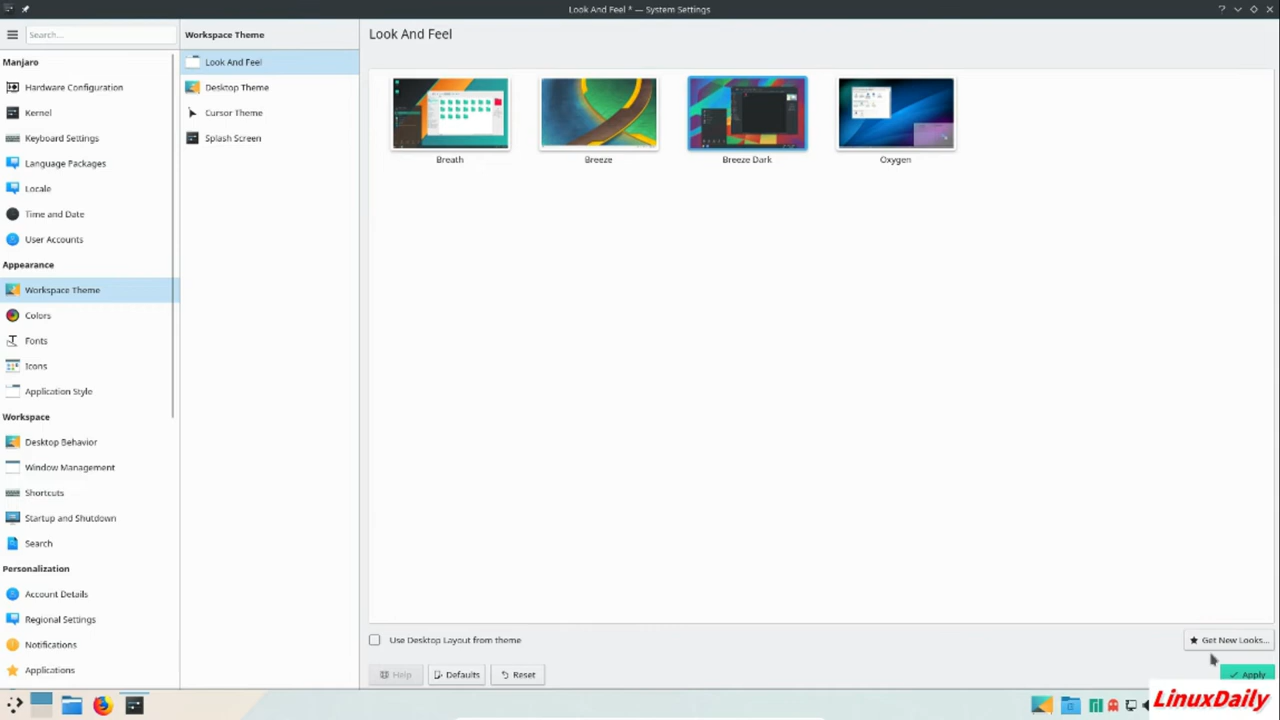 Look And Feel * — System Settings
Search...
Manjaro
Hardware Configuration
Kernel
Keyboard Settings
Language Packages
Locale
Time and Date
User Accounts
Appearance
Workspace Theme
Colors
Fonts
Icons
Application Style
Workspace
Desktop Behavior
Window Management
Shortcuts
Startup and Shutdown
Search
Personalization
Account Details
Regional Settings
Notifications
Applications
Workspace Theme
Look And Feel
Desktop Theme
Cursor Theme
Splash Screen
Look And Feel
Breath
Breeze
Breeze Dark
Oxygen
Use Desktop Layout from theme
Get New Looks...
Help
Defaults
Reset
Apply
LinuxDaily